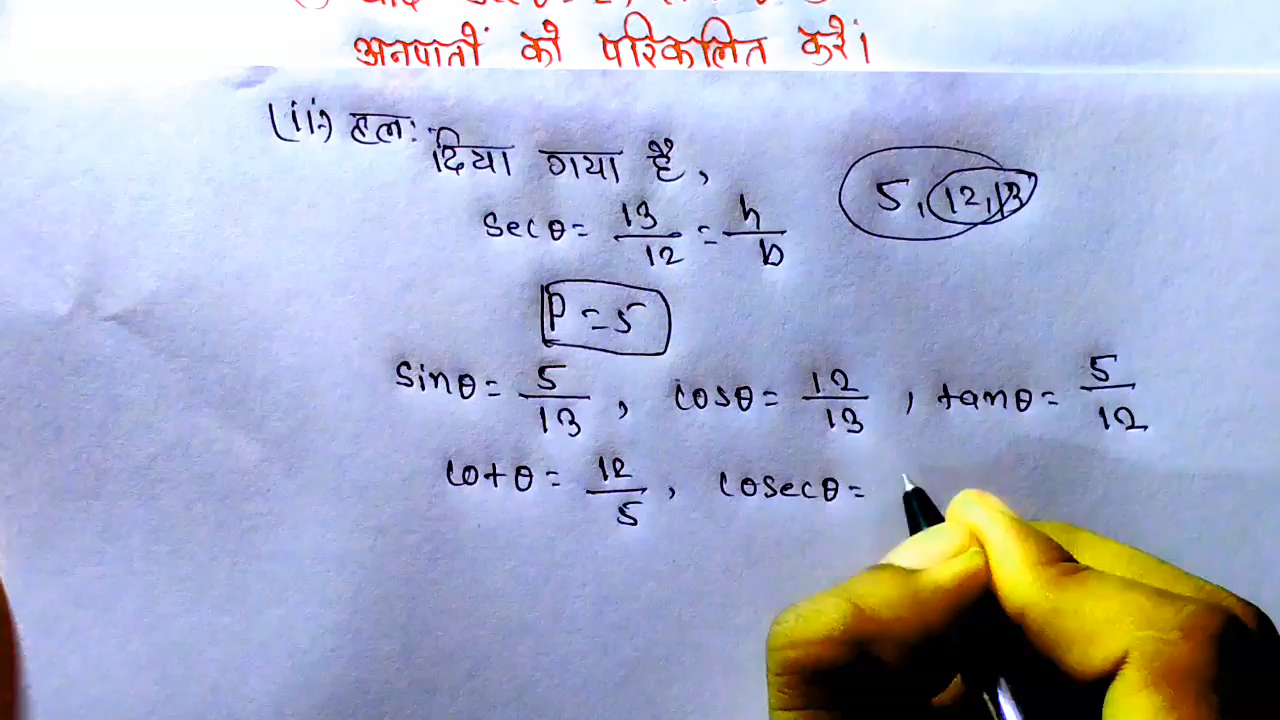 अनपातों को परिकलित करें।
(ii) हल:
दिया गया है,
secθ = 13/12 = h/b
5, 12, 13
P = 5
sinθ = 5/13 , cosθ = 12/13 , tanθ = 5/12
cotθ = 12/5 , cosecθ =